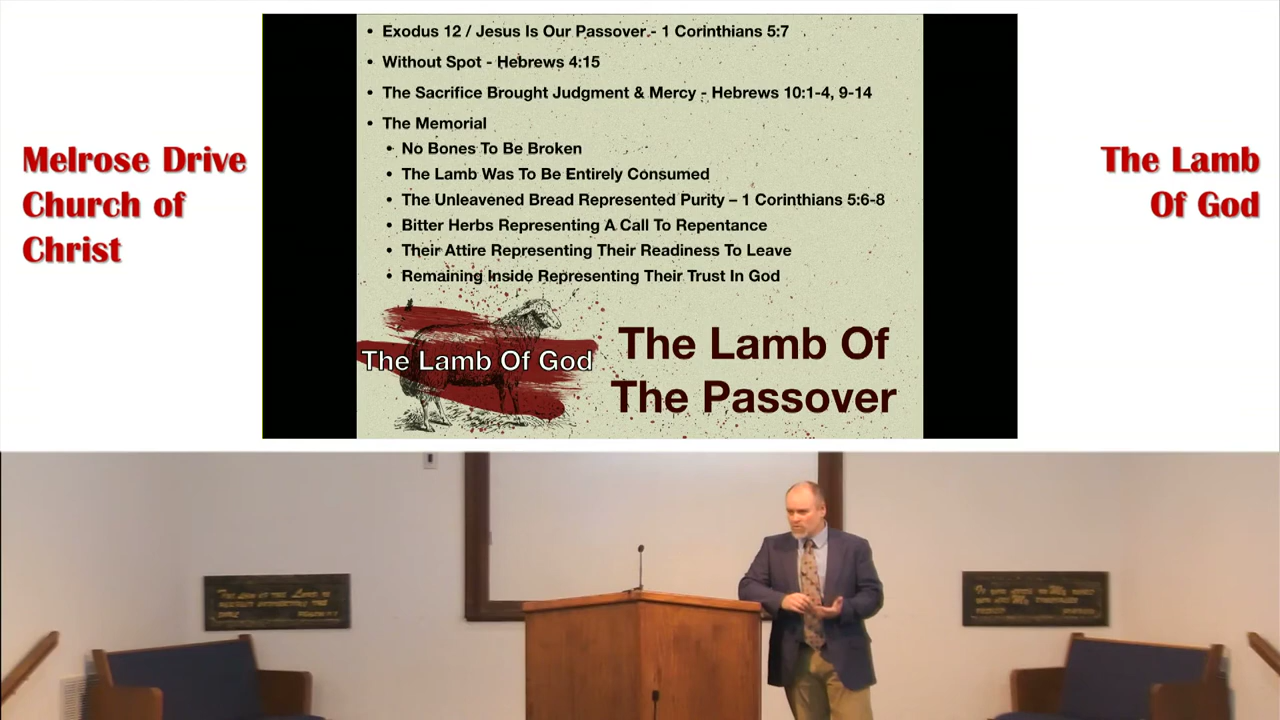 Melrose Drive
Church of
Christ
• Exodus 12 / Jesus Is Our Passover - 1 Corinthians 5:7
• Without Spot - Hebrews 4:15
• The Sacrifice Brought Judgment & Mercy - Hebrews 10:1-4, 9-14
• The Memorial
• No Bones To Be Broken
• The Lamb Was To Be Entirely Consumed
• The Unleavened Bread Represented Purity – 1 Corinthians 5:6-8
• Bitter Herbs Representing A Call To Repentance
• Their Attire Representing Their Readiness To Leave
• Remaining Inside Representing Their Trust In God
The Lamb Of God
The Lamb Of
The Passover
The Lamb
Of God